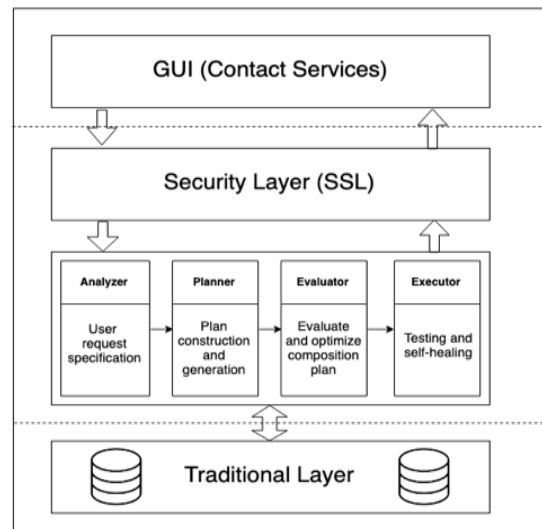 GUI (Contact Services)
Security Layer (SSL)
Analyzer
User
request
specification
Planner
Plan
construction
and
generation
Evaluator
Evaluate
and optimize
composition
plan
Executor
Testing and
self-healing
Traditional Layer